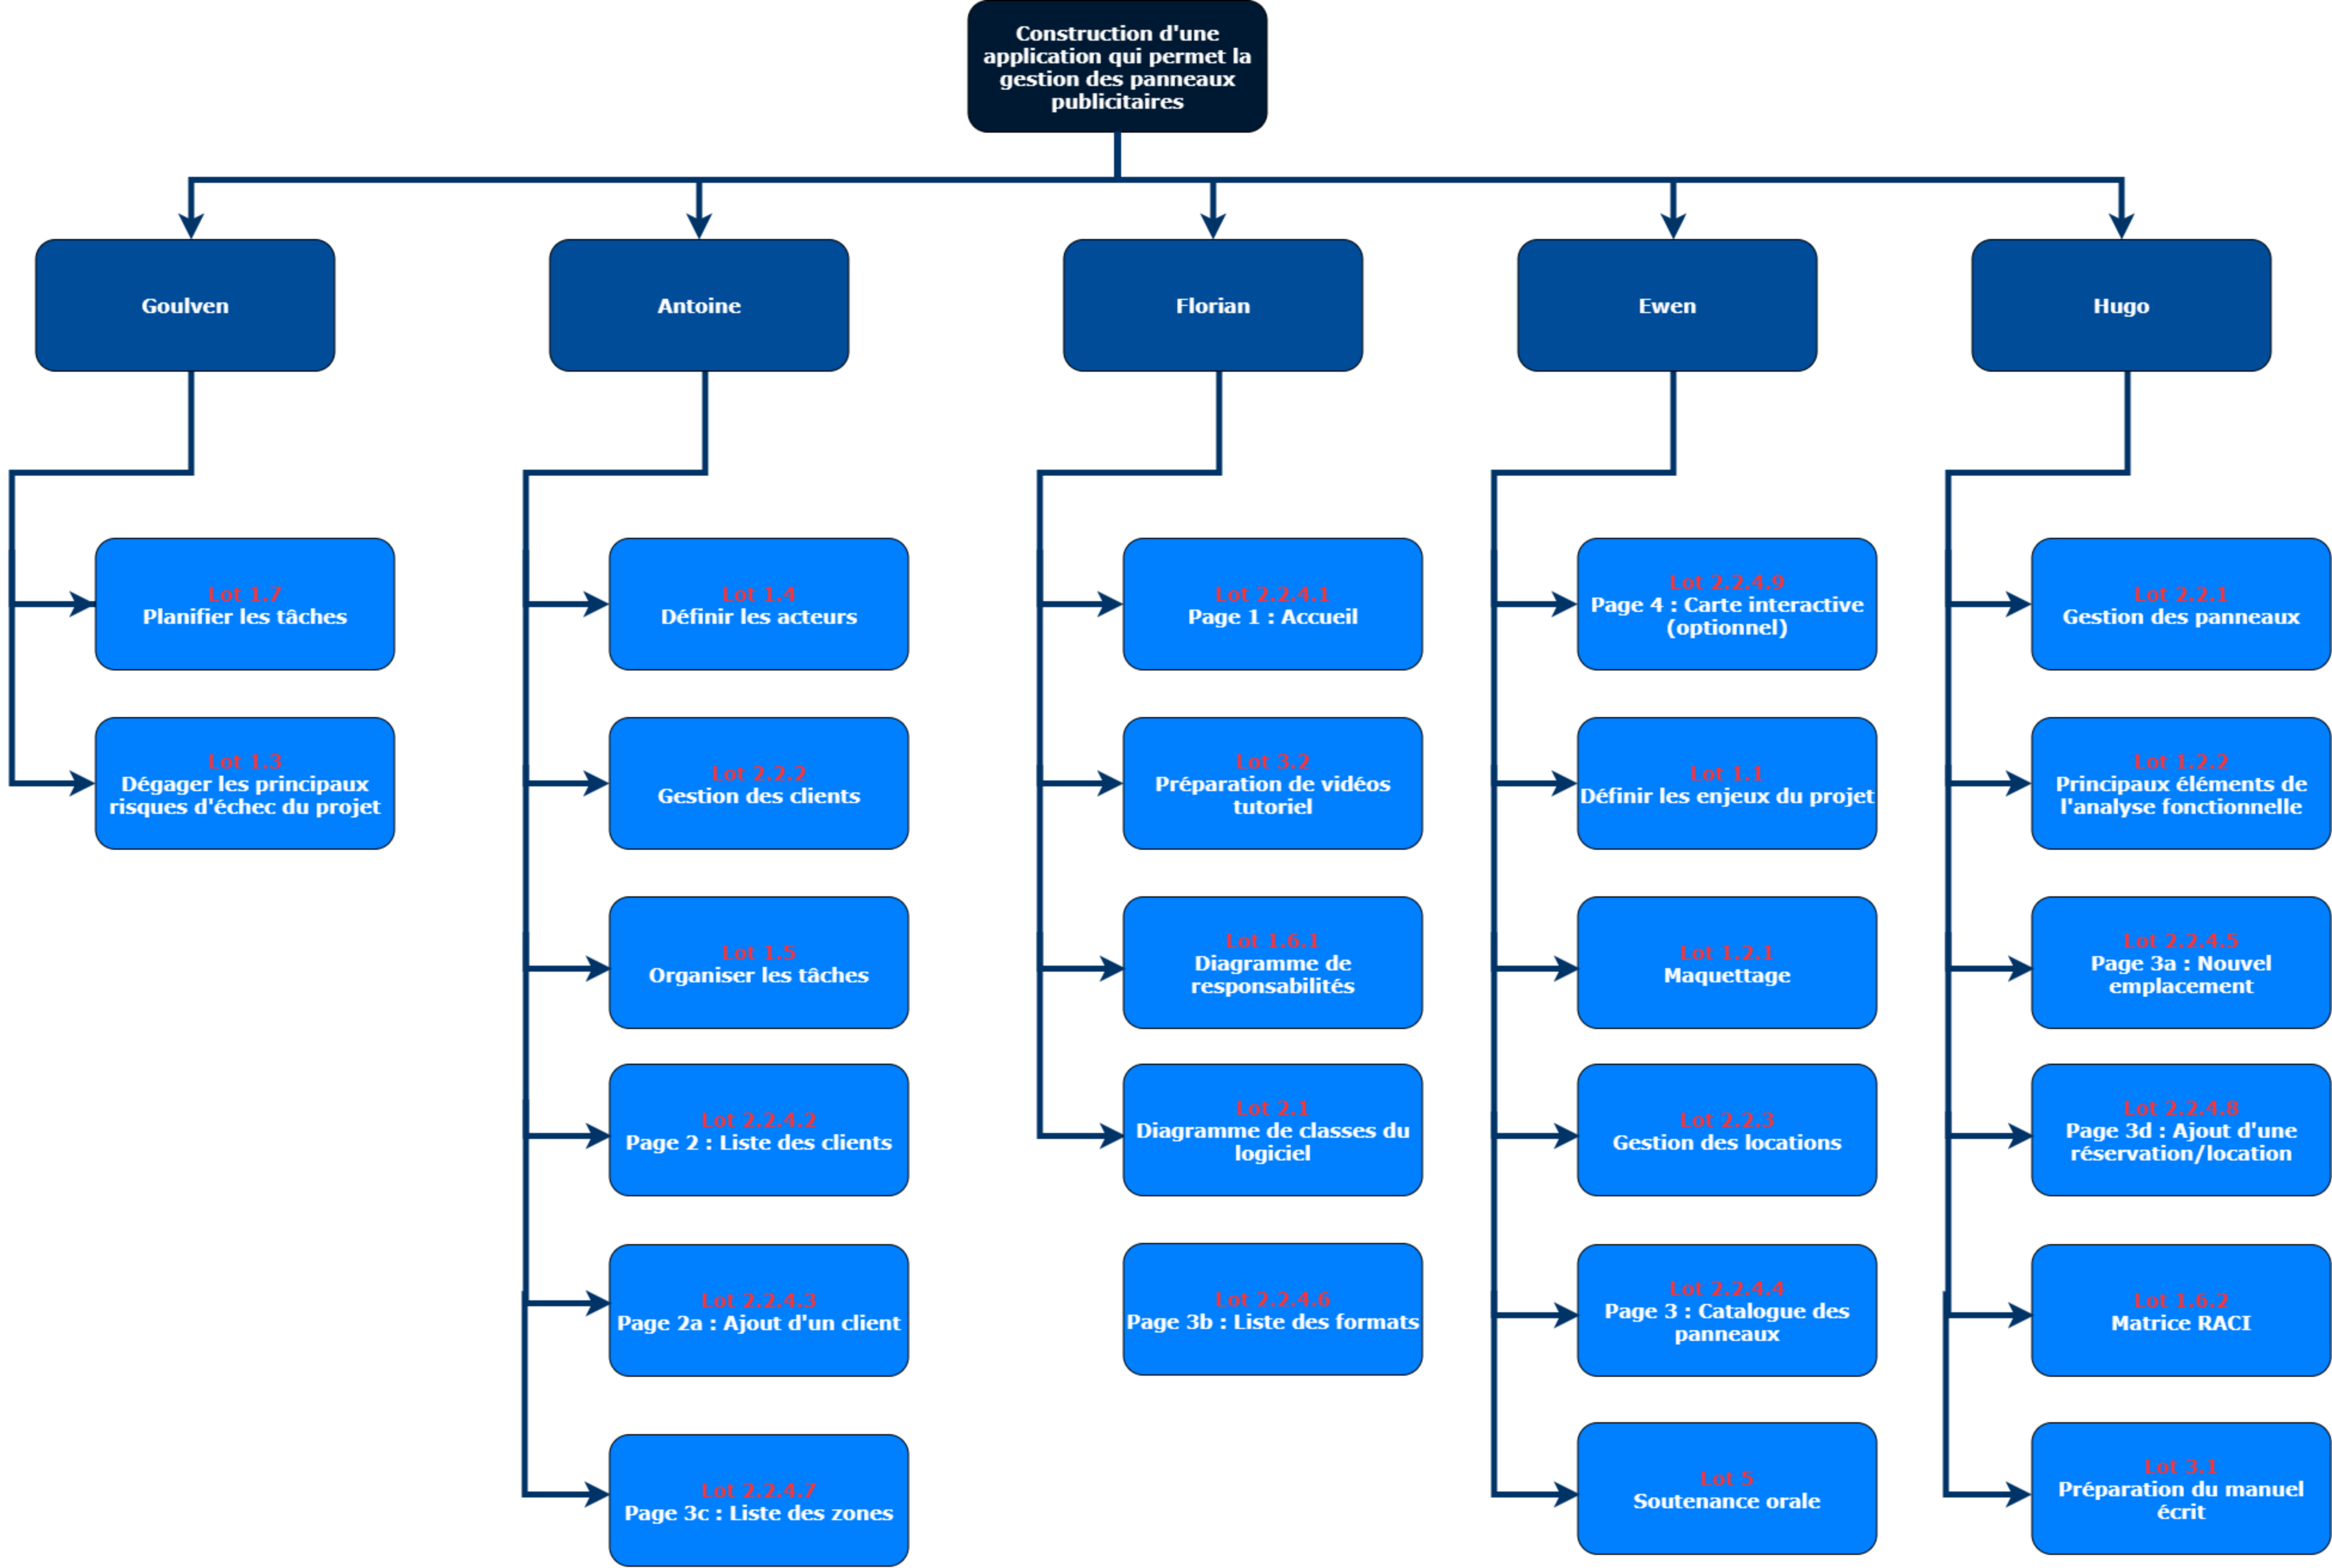 Construction d'une
application qui permet la
gestion des panneaux
publicitaires
Goulven
Antoine
Florian
Ewen
Hugo
Lot 1.7
Planifier les tâches
Lot 1.3
Dégager les principaux
risques d'échec du projet
Lot 1.4
Définir les acteurs
Lot 2.2.2
Gestion des clients
Lot 1.5
Organiser les tâches
Lot 2.2.4.2
Page 2 : Liste des clients
Lot 2.2.4.3
Page 2a : Ajout d'un client
Lot 2.2.4.7
Page 3c : Liste des zones
Lot 2.2.4.1
Page 1 : Accueil
Lot 3.2
Préparation de vidéos
tutoriel
Lot 1.6.1
Diagramme de
responsabilités
Lot 2.1
Diagramme de classes du
logiciel
Lot 2.2.4.6
Page 3b : Liste des formats
Lot 2.2.4.9
Page 4 : Carte interactive
(optionnel)
Lot 1.1
Définir les enjeux du projet
Lot 1.2.1
Maquettage
Lot 2.2.3
Gestion des locations
Lot 2.2.4.4
Page 3 : Catalogue des
panneaux
Lot 5
Soutenance orale
Lot 2.2.1
Gestion des panneaux
Lot 1.2.2
Principaux éléments de
l'analyse fonctionnelle
Lot 2.2.4.5
Page 3a : Nouvel
emplacement
Lot 2.2.4.8
Page 3d : Ajout d'une
réservation/location
Lot 1.6.2
Matrice RACI
Lot 3.1
Préparation du manuel
écrit